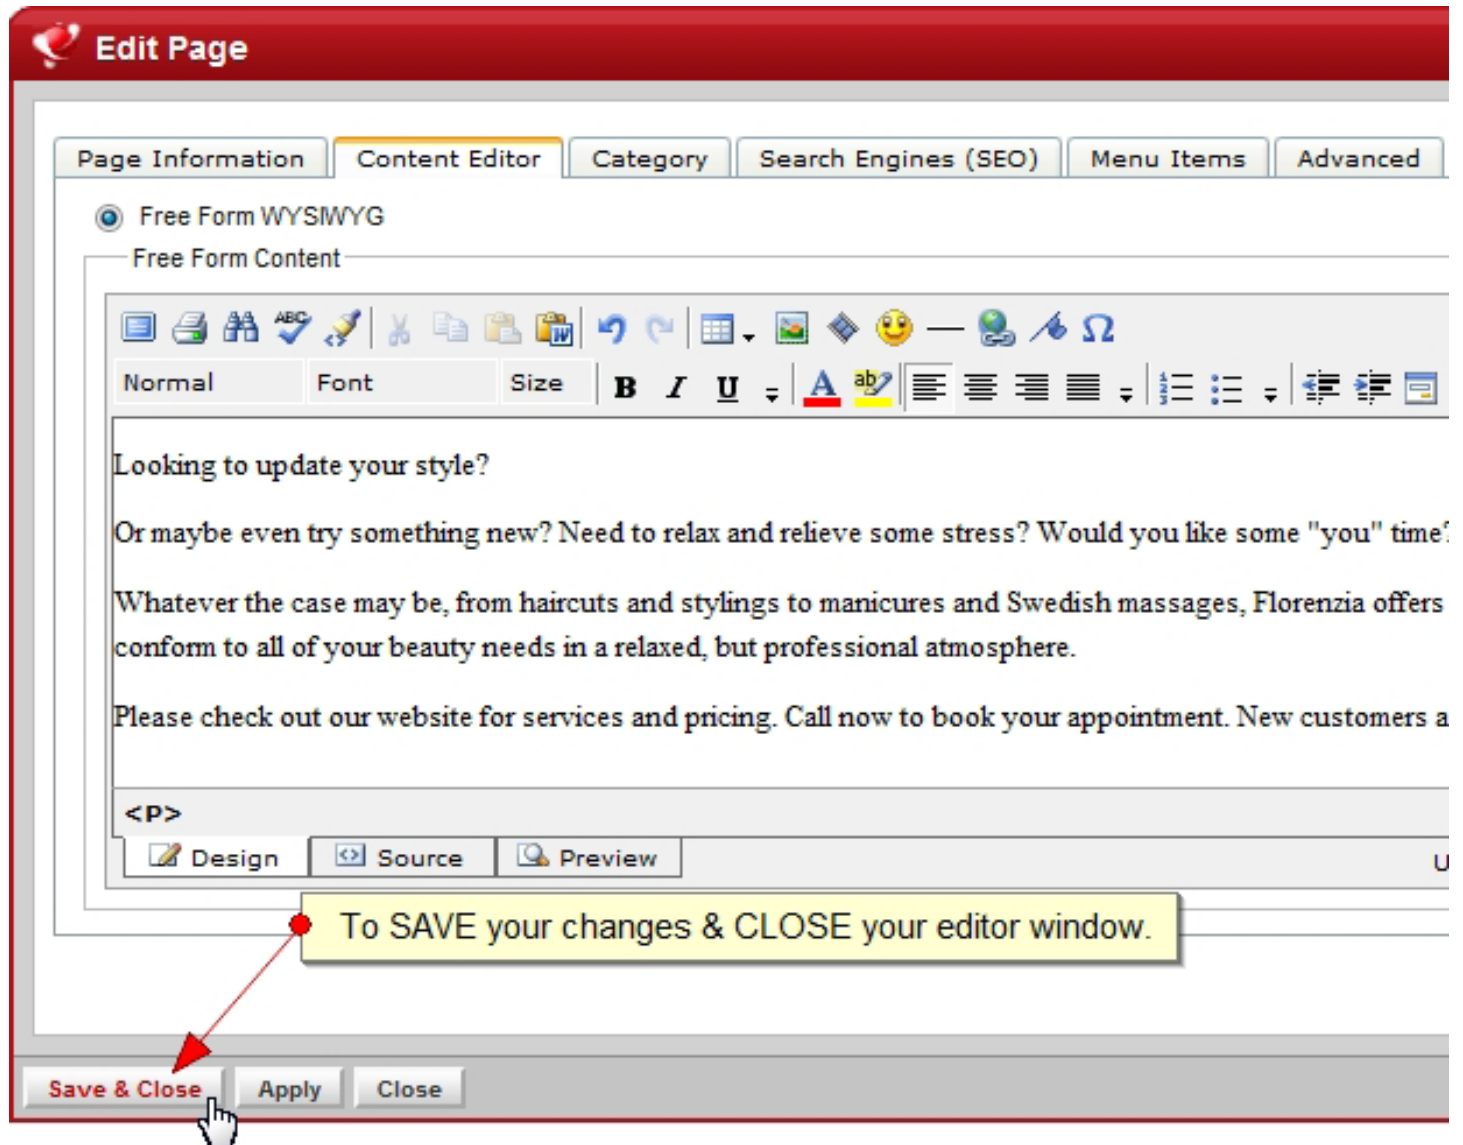 Edit Page
Page Information Content Editor Category Search Engines (SEO) Menu Items Advanced
Free Form WYSIWYG
Free Form Content
ABC W Ω
Normal Font Size B I U A ab
Looking to update your style?
Or maybe even try something new? Need to relax and relieve some stress? Would you like some "you" time?
Whatever the case may be, from haircuts and stylings to manicures and Swedish massages, Florenzia offers
conform to all of your beauty needs in a relaxed, but professional atmosphere.
Please check out our website for services and pricing. Call now to book your appointment. New customers a
<P>
Design Source Preview U
To SAVE your changes & CLOSE your editor window.
Save & Close Apply Close